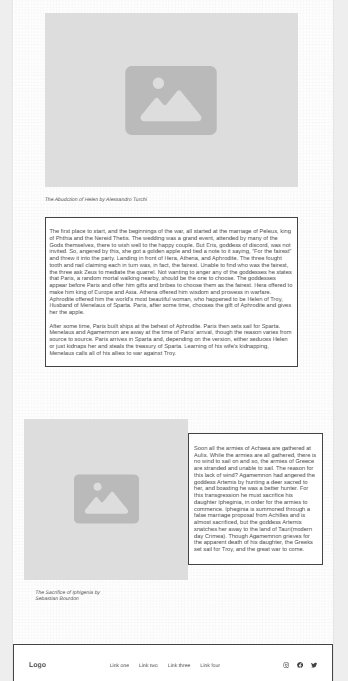 The Abudction of Helen by Alessandro Turchi
The first place to start, and the beginnings of the war, all started at the marriage of Peleus, king
of Phthia and the Nereid Thetis. The wedding was a grand event, attended by many of the
Gods themselves, there to wish well to the happy couple. But Eris, goddess of discord, was not
invited. So, angered by this, she got a golden apple and tied a note to it saying, "For the fairest"
and threw it into the party. Landing in front of Hera, Athena, and Aphrodite. The three fought
tooth and nail claiming each in turn was, in fact, the fairest. Unable to find who was the fairest,
the three ask Zeus to mediate the quarrel. Not wanting to anger any of the goddesses he states
that Paris, a random mortal walking nearby, should be the one to choose. The goddesses
appear before Paris and offer him gifts and bribes to choose them as the fairest. Hera offered to
make him king of Europe and Asia. Athena offered him wisdom and prowess in warfare.
Aphrodite offered him the world's most beautiful woman, who happened to be Helen of Troy,
Husband of Menelaus of Sparta. Paris, after some time, chooses the gift of Aphrodite and gives
her the apple.
After some time, Paris built ships at the behest of Aphrodite. Paris then sets sail for Sparta.
Menelaus and Agamemnon are away at the time of Paris' arrival, though the reason varies from
source to source. Paris arrives in Sparta and, depending on the version, either seduces Helen
or just kidnaps her and steals the treasury of Sparta. Learning of his wife's kidnapping,
Menelaus calls all of his allies to war against Troy.
Soon all the armies of Achaea are gathered at
Aulis. While the armies are all gathered, there is
no wind to sail on and so, the armies of Greece
are stranded and unable to sail. The reason for
this lack of wind? Agamemnon had angered the
goddess Artemis by hunting a deer sacred to
her, and boasting he was a better hunter. For
this transgression he must sacrifice his
daughter Iphigeneia, in order for the armies to
commence. Iphegineia is summoned through a
false marriage proposal from Achilles and is
almost sacrificed, but the goddess Artemis
snatches her away to the land of Tauri(modern
day Crimea). Though Agamemnon grieves for
the apparent death of his daughter, the Greeks
set sail for Troy, and the great war to come.
The Sacrifice of Iphigenia by
Sebastian Bourdon
Logo Link one Link two Link three Link four